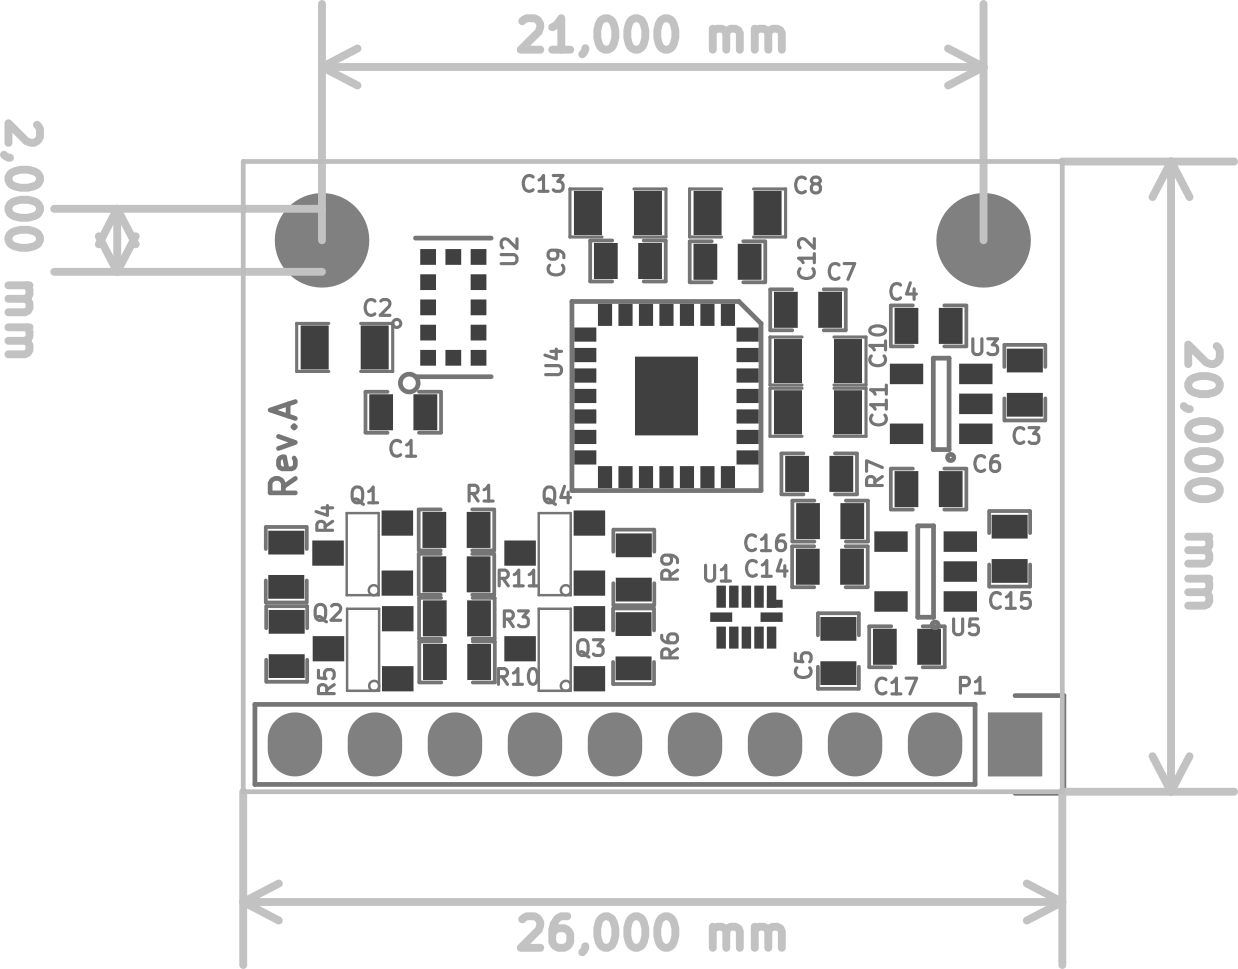 21,000 mm
2,000 mm
C13
C8
U2
C9
C12
C7
C2
C4
U4
C10
U3
C11
C3
Rev.A
C1
R7
C6
Q1
R1
Q4
R4
C16
U1
C14
R9
R11
C15
Q2
R3
Q3
R6
U5
C5
R5
R10
C17
P1
20,000 mm
26,000 mm